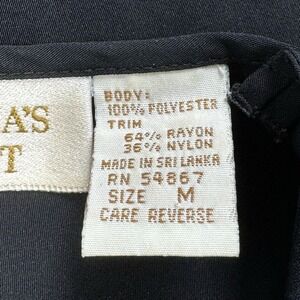 A'S
T
BODY:
100% POLYESTER
TRIM
64% RAYON
36% NYLON
MADE IN SRI LANKA
RN 54867
SIZE M
CARE REVERSE